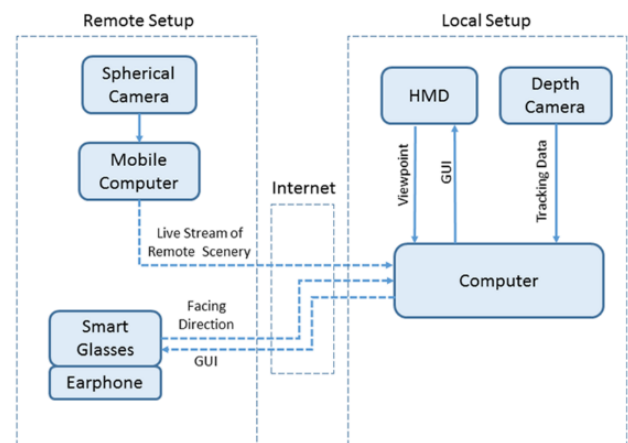 Remote Setup
Local Setup
Spherical
Camera
Mobile
Computer
HMD
Depth
Camera
Internet
Viewpoint
GUI
Tracking Data
Live Stream of
Remote Scenery
Computer
Facing
Direction
Smart
Glasses
GUI
Earphone